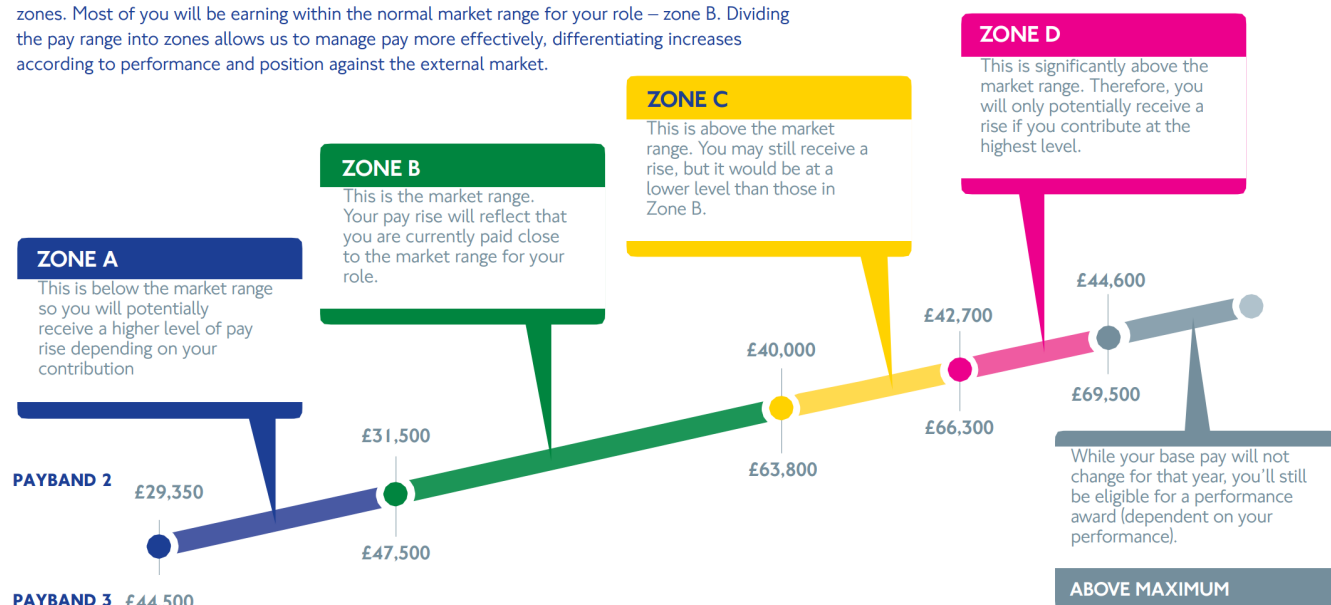 zones. Most of you will be earning within the normal market range for your role – zone B. Dividing
the pay range into zones allows us to manage pay more effectively, differentiating increases
according to performance and position against the external market.
ZONE A
This is below the market range
so you will potentially
receive a higher level of pay
rise depending on your
contribution
ZONE B
This is the market range.
Your pay rise will reflect that
you are currently paid close
to the market range for your
role.
ZONE C
This is above the market
range. You may still receive a
rise, but it would be at a
lower level than those in
Zone B.
ZONE D
This is significantly above the
market range. Therefore, you
will only potentially receive a
rise if you contribute at the
highest level.
PAYBAND 2
£29,350
£31,500
£40,000
£42,700
£44,600
PAYBAND 3
£44,500
£47,500
£63,800
£66,300
£69,500
While your base pay will not
change for that year, you’ll still
be eligible for a performance
award (dependent on your
performance).
ABOVE MAXIMUM